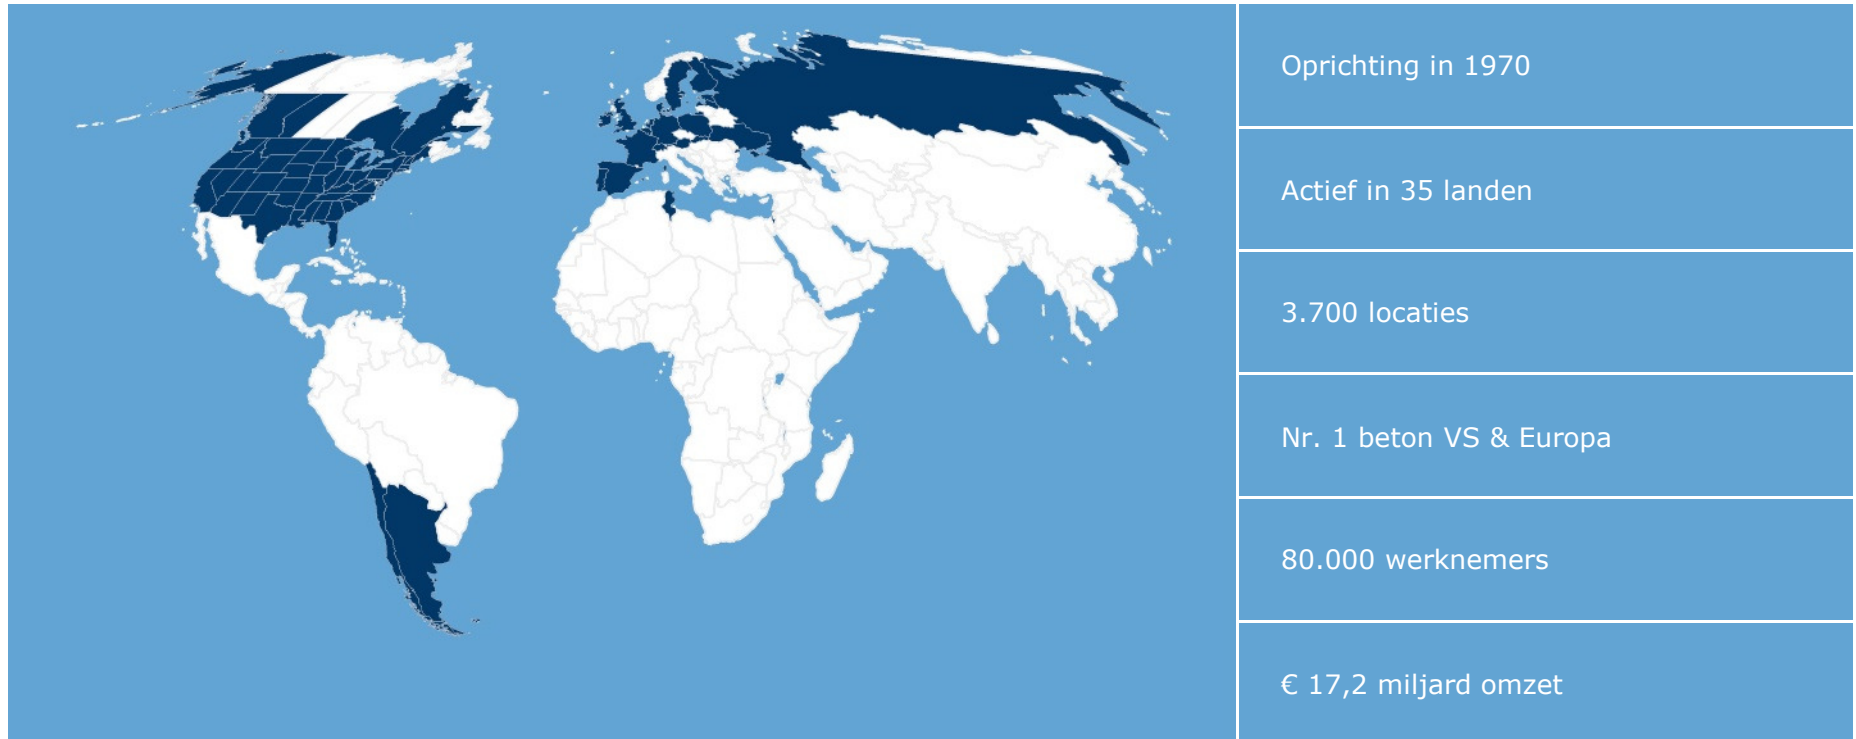 Oprichting in 1970
Actief in 35 landen
3.700 locaties
Nr. 1 beton VS & Europa
80.000 werknemers
€ 17,2 miljard omzet